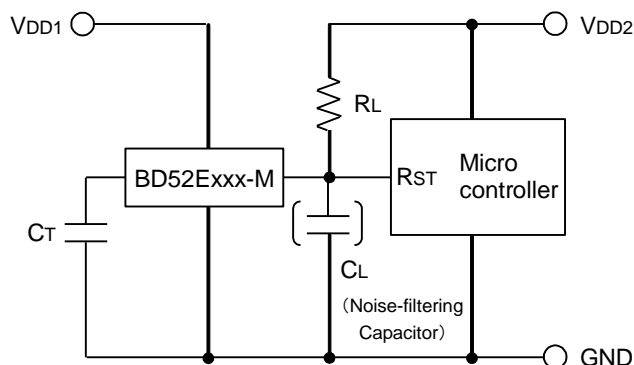 VDD1
VDD2
RL
BD52Exxx-M
RST
Micro
controller
CT
CL
（Noise-filtering
Capacitor）
GND